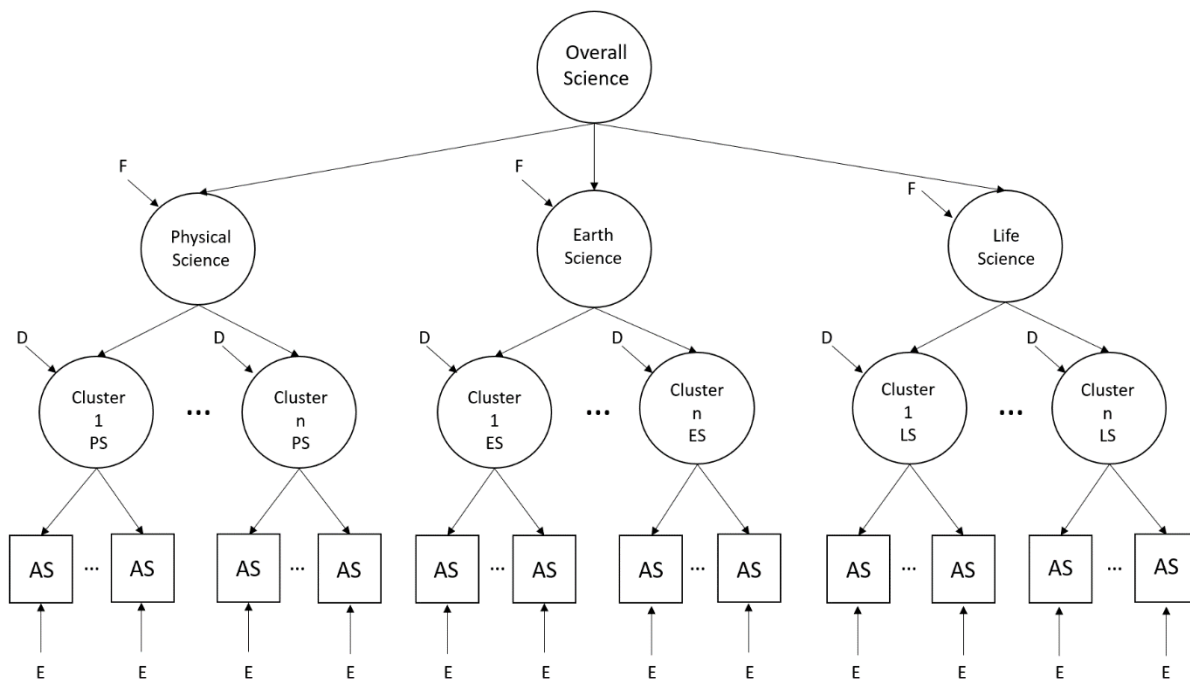 Overall
Science
F
F
F
Physical
Science
Earth
Science
Life
Science
D
D
D
D
D
D
Cluster
1
PS
...
Cluster
n
PS
Cluster
1
ES
...
Cluster
n
ES
Cluster
1
LS
...
Cluster
n
LS
AS ... AS AS ... AS AS ... AS AS ... AS AS ... AS AS ... AS
E E E E E E E E E E E E